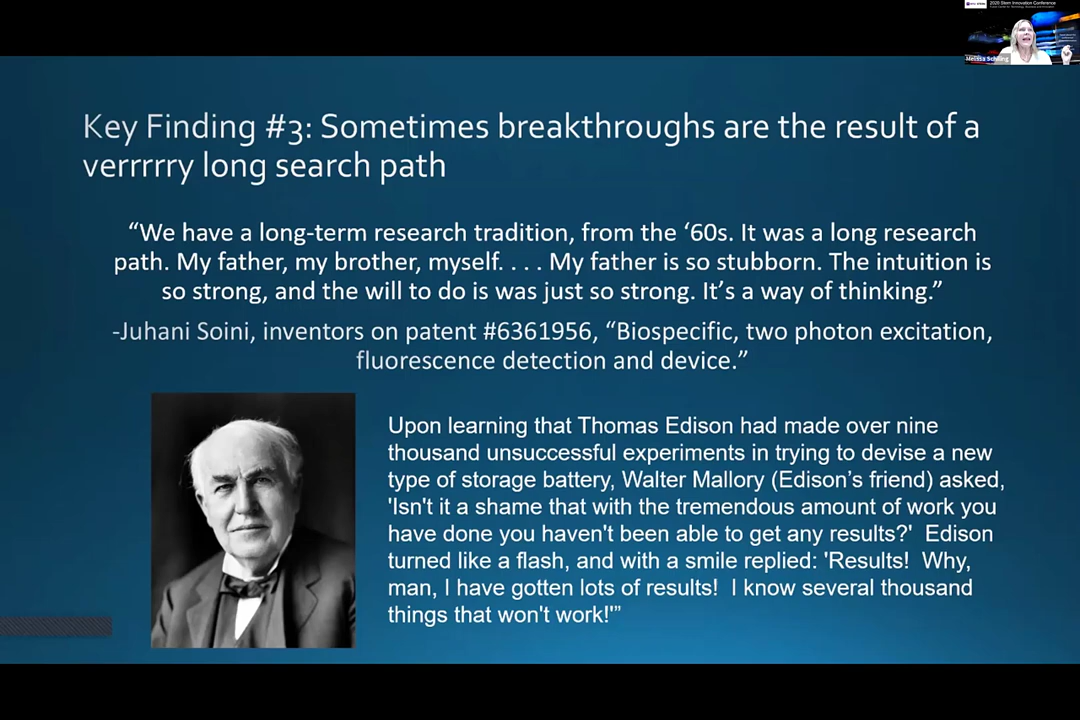 2020 Stern Innovation Conference
Melissa Schilling
Key Finding #3: Sometimes breakthroughs are the result of a
verrrrry long search path
“We have a long-term research tradition, from the ‘60s. It was a long research
path. My father, my brother, myself. . . . My father is so stubborn. The intuition is
so strong, and the will to do is was just so strong. It’s a way of thinking.”
-Juhani Soini, inventors on patent #6361956, “Biospecific, two photon excitation,
fluorescence detection and device.”
Upon learning that Thomas Edison had made over nine
thousand unsuccessful experiments in trying to devise a new
type of storage battery, Walter Mallory (Edison’s friend) asked,
'Isn't it a shame that with the tremendous amount of work you
have done you haven't been able to get any results?'  Edison
turned like a flash, and with a smile replied: 'Results!  Why,
man, I have gotten lots of results!  I know several thousand
things that won't work!'”